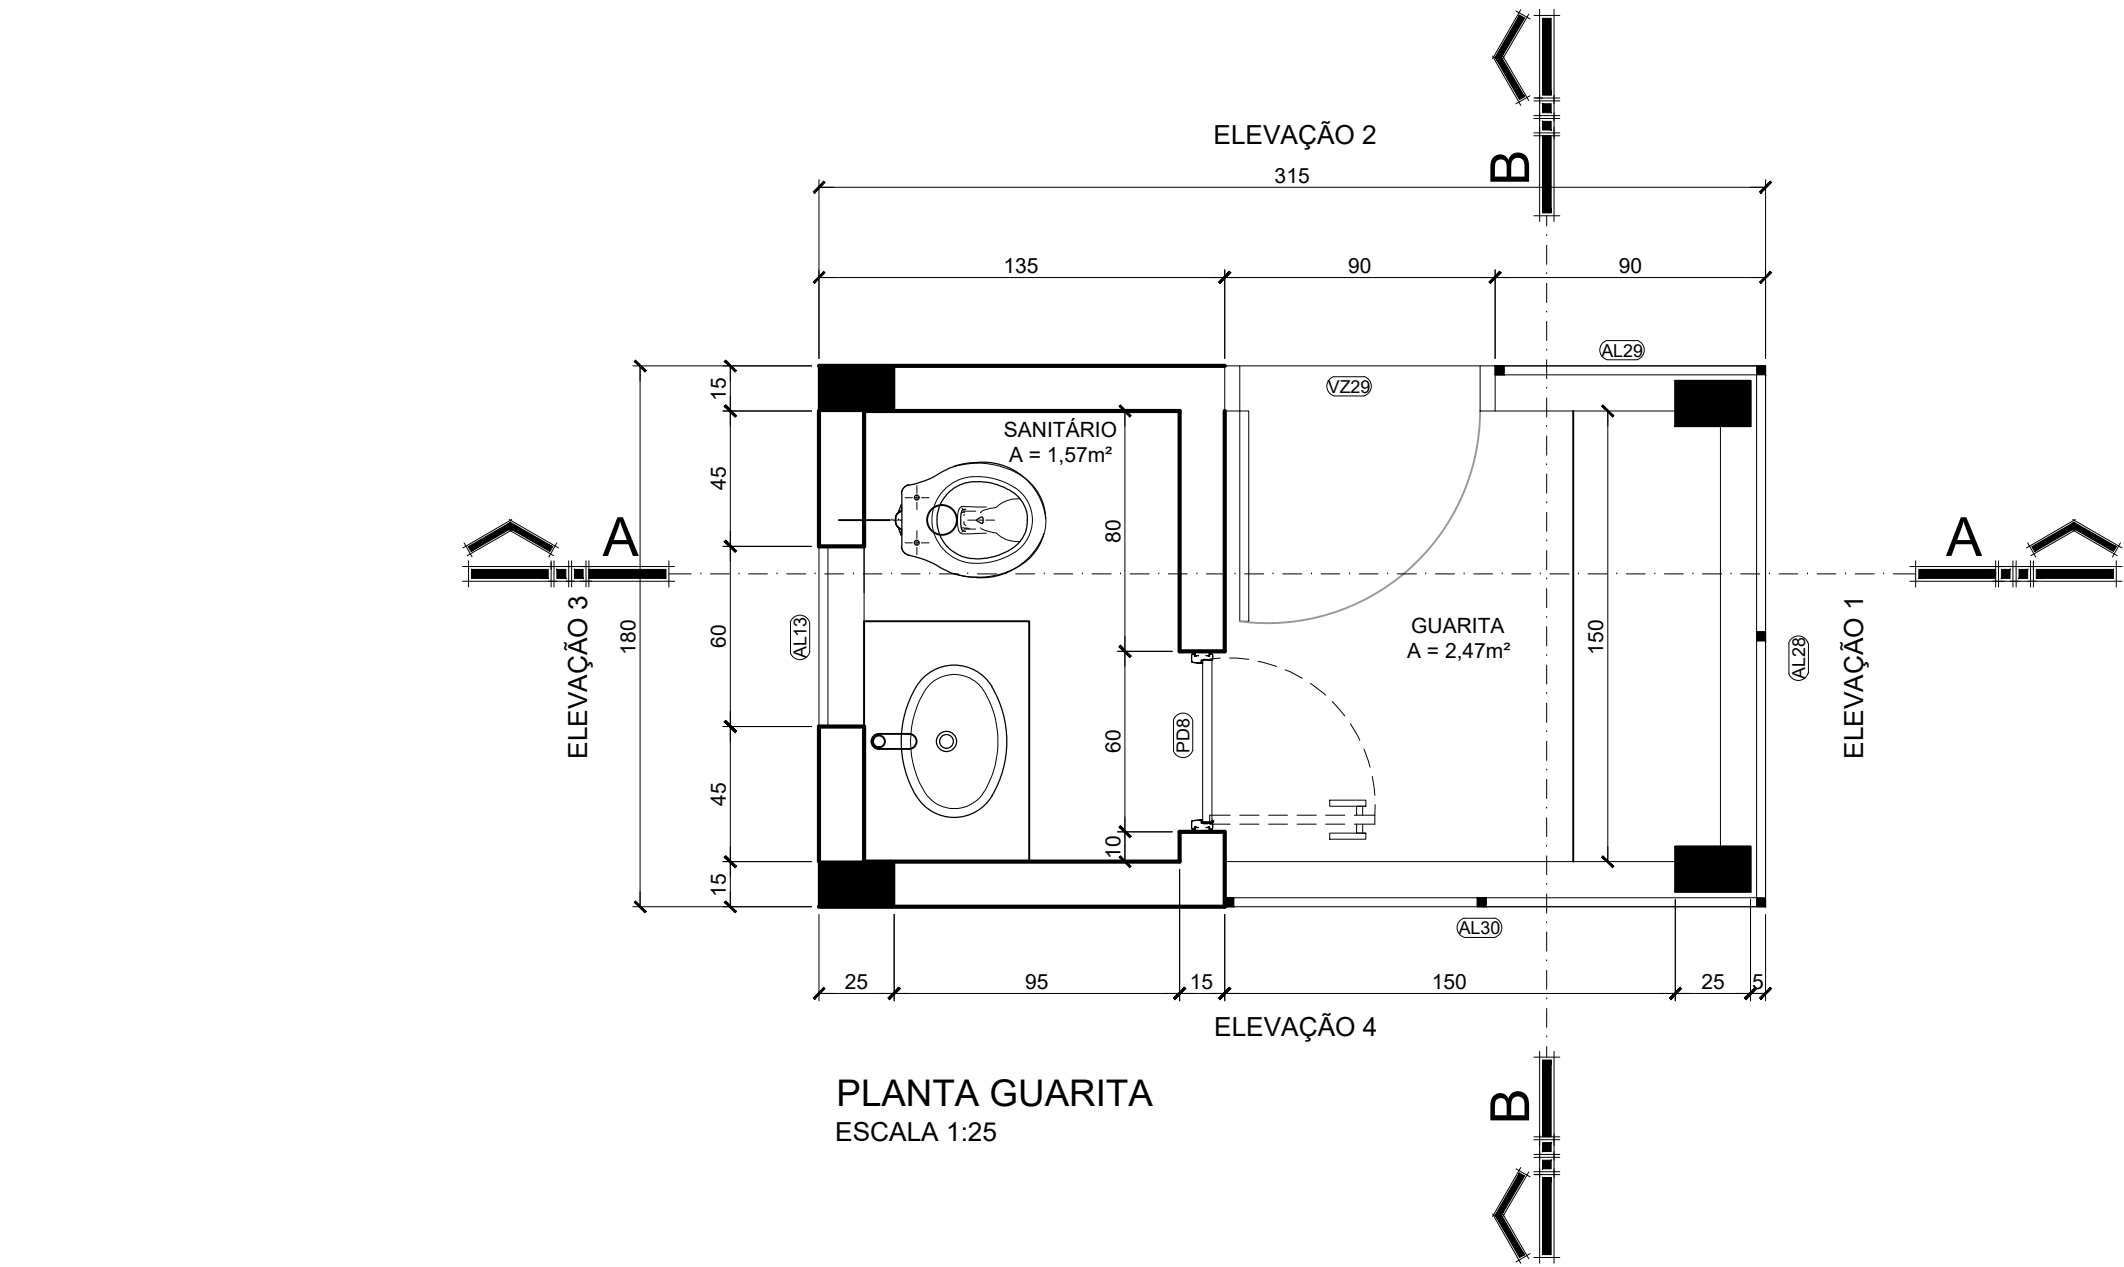 ELEVAÇÃO 2
B
315
135
90
90
AL29
VZ29
15
SANITÁRIO
A = 1,57m²
45
80
A
A
ELEVAÇÃO 3
180
60
AL13
GUARITA
A = 2,47m²
150
AL28
ELEVAÇÃO 1
PD8
60
45
10
15
AL30
25
95
15
150
25
5
ELEVAÇÃO 4
PLANTA GUARITA
ESCALA 1:25
B